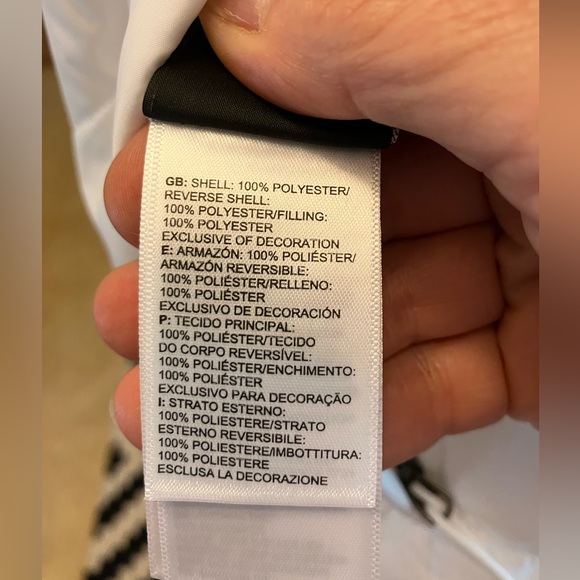 GB: SHELL: 100% POLYESTER/
REVERSE SHELL:
100% POLYESTER/FILLING:
100% POLYESTER
EXCLUSIVE OF DECORATION
E: ARMAZÓN: 100% POLIÉSTER/
ARMAZÓN REVERSIBLE:
100% POLIÉSTER/RELLENO:
100% POLIÉSTER
EXCLUSIVO DE DECORACIÓN
P: TECIDO PRINCIPAL:
100% POLIÉSTER/TECIDO
DO CORPO REVERSÍVEL:
100% POLIÉSTER/ENCHIMENTO:
100% POLIÉSTER
EXCLUSIVO PARA DECORAÇÃO
I: STRATO ESTERNO:
100% POLIESTERE/STRATO
ESTERNO REVERSIBILE:
100% POLIESTERE/IMBOTTITURA:
100% POLIESTERE
ESCLUSA LA DECORAZIONE